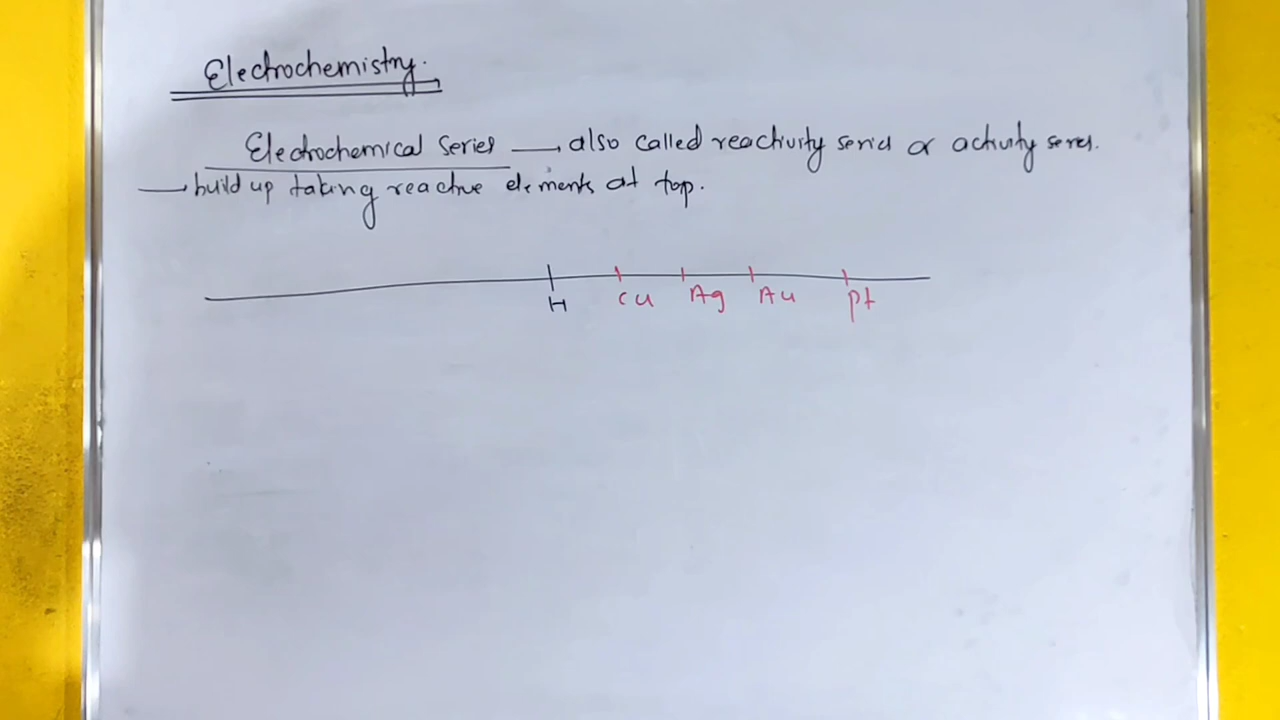 Electrochemistry.
Electrochemical Series → also called reactivity series or activity series.
→ build up taking reactive elements at top.
H Cu Ag Au Pt